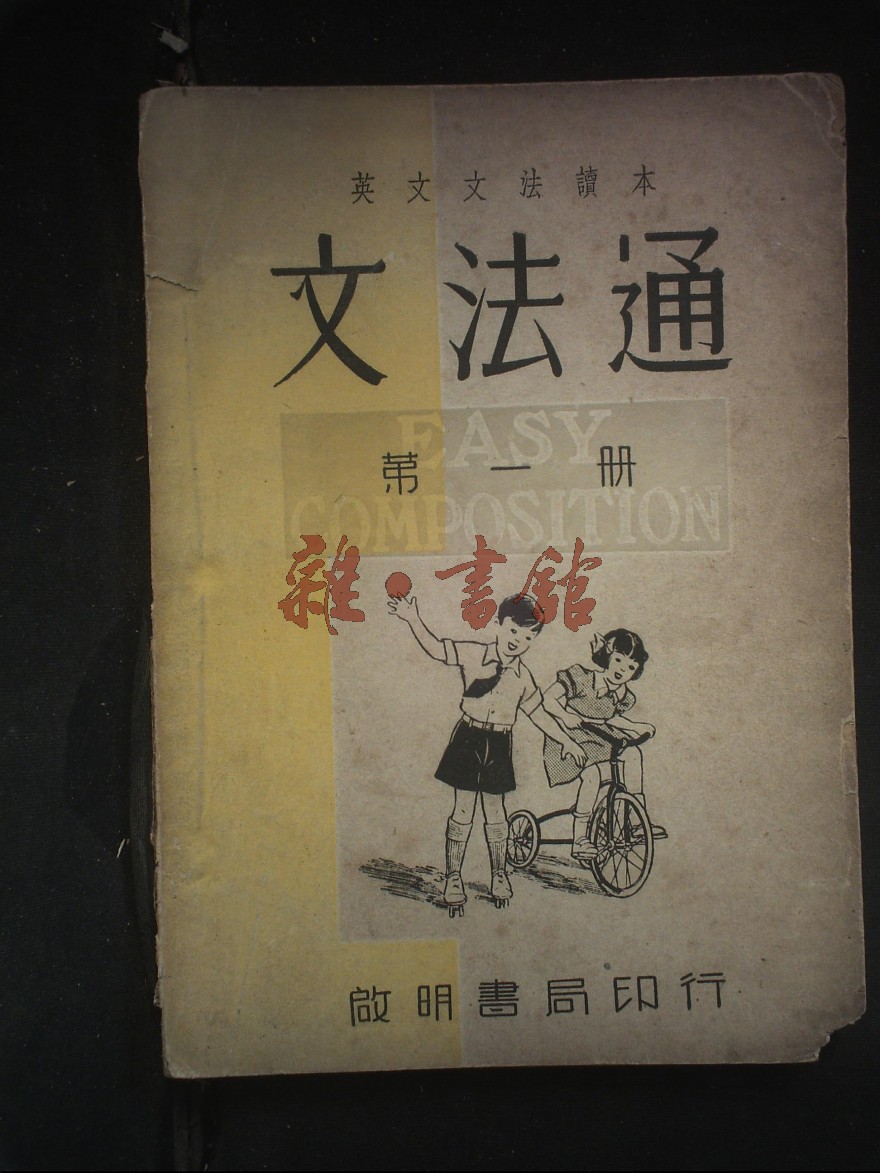 英文文法讀本
文法通
EASY
第一册
COMPOSITION
雜·書館
啟明書局印行